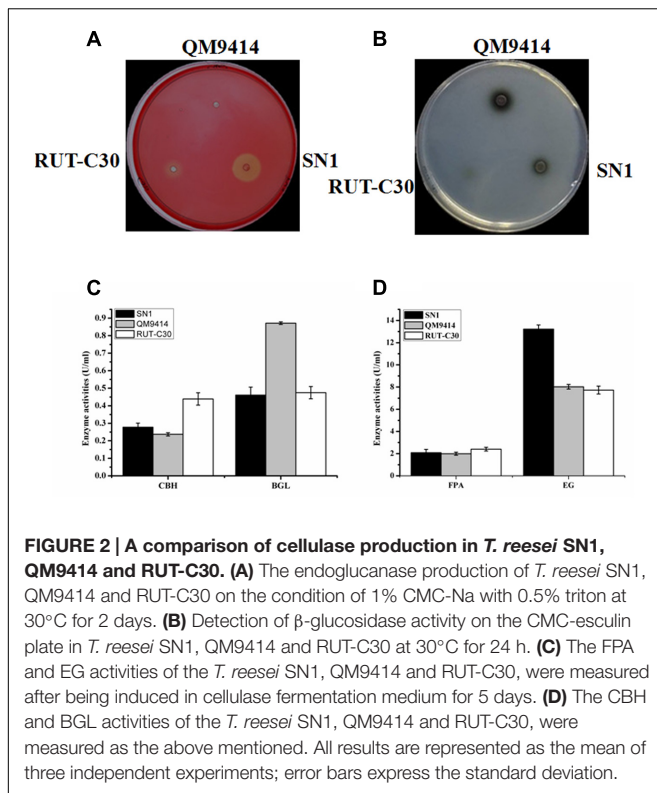 A
QM9414
RUT-C30
SN1
B
QM9414
RUT-C30
SN1
C
SN1
QM9414
RUT-C30
Enzyme activities (U/ml)
0.9
0.8
0.7
0.6
0.5
0.4
0.3
0.2
0.1
0.0
CBH
BGL
D
SN1
QM9414
RUT-C30
Enzyme activities (U/ml)
14
12
10
8
6
4
2
0
FPA
EG
FIGURE 2 | A comparison of cellulase production in T. reesei SN1,
QM9414 and RUT-C30. (A) The endoglucanase production of T. reesei SN1,
QM9414 and RUT-C30 on the condition of 1% CMC-Na with 0.5% triton at
30°C for 2 days. (B) Detection of β-glucosidase activity on the CMC-esculin
plate in T. reesei SN1, QM9414 and RUT-C30 at 30°C for 24 h. (C) The FPA
and EG activities of the T. reesei SN1, QM9414 and RUT-C30, were measured
after being induced in cellulase fermentation medium for 5 days. (D) The CBH
and BGL activities of the T. reesei SN1, QM9414 and RUT-C30, were
measured as the above mentioned. All results are represented as the mean of
three independent experiments; error bars express the standard deviation.